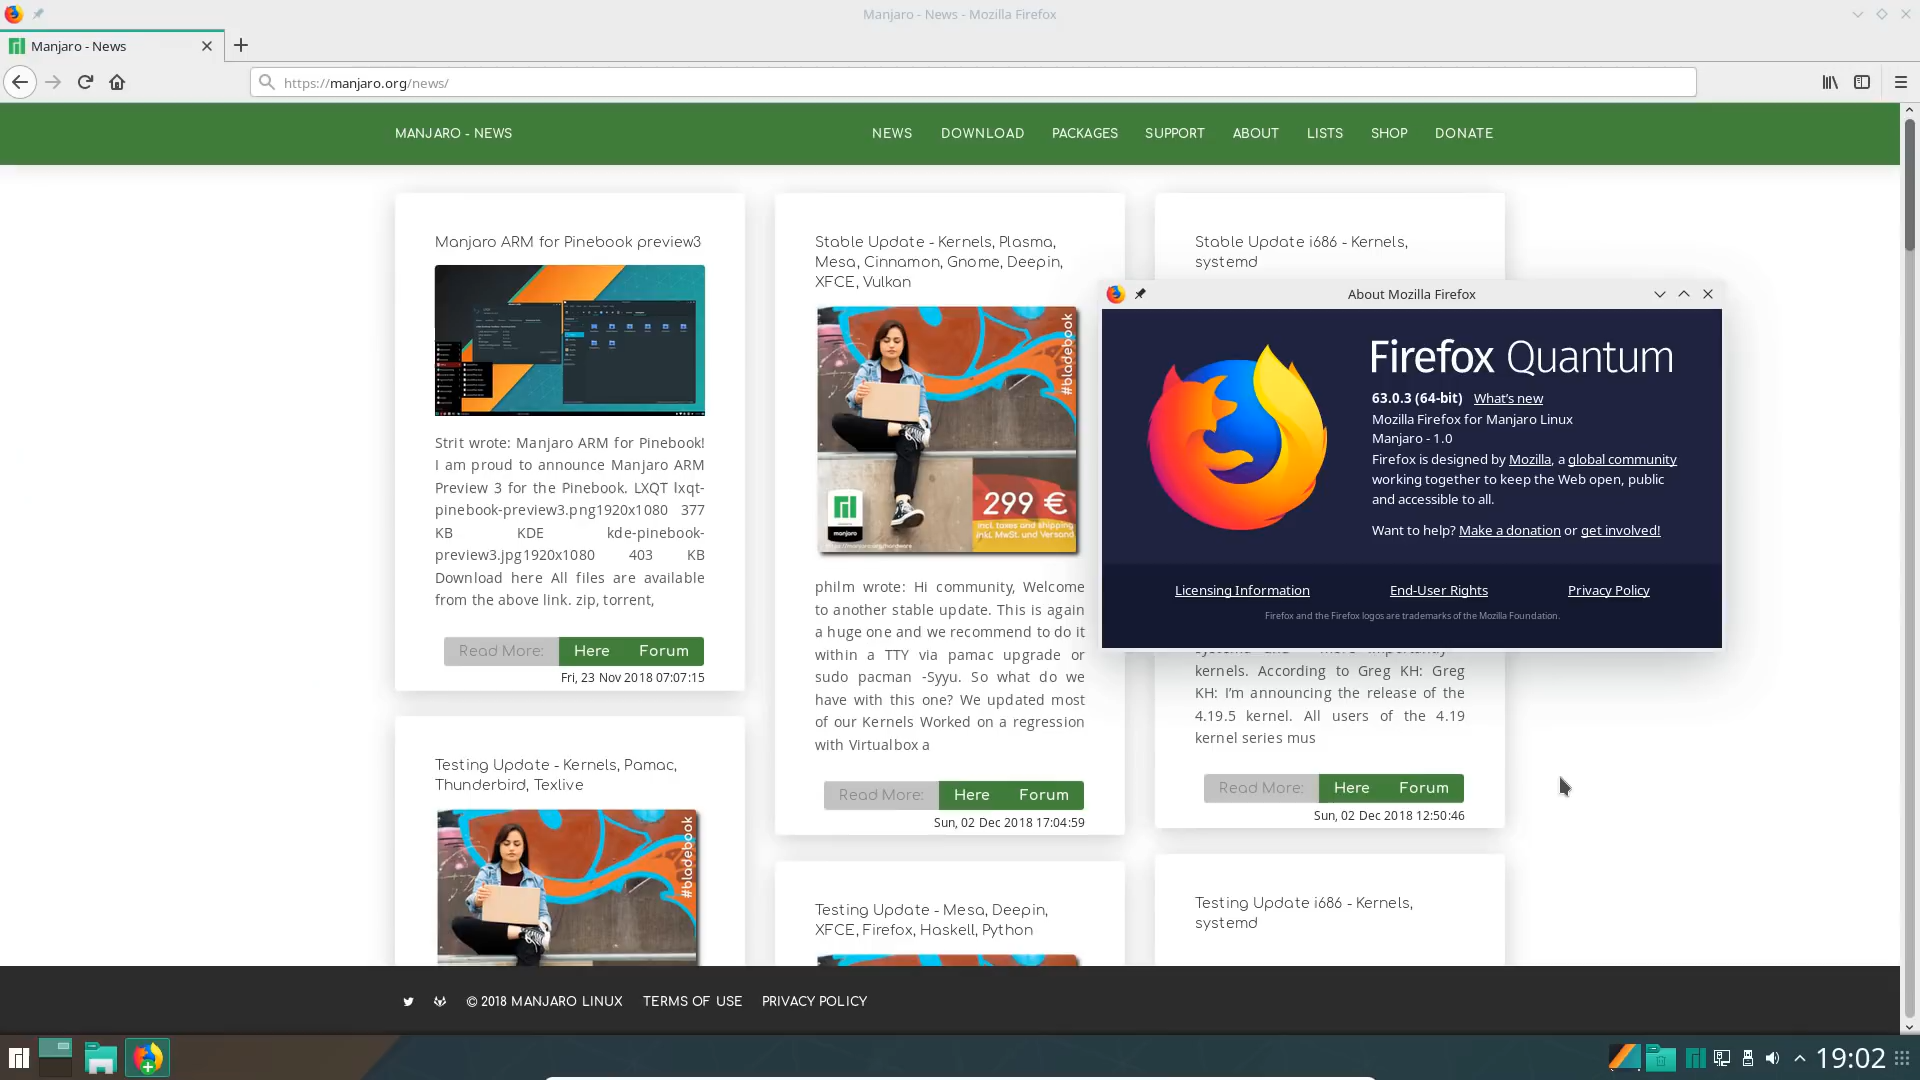 Manjaro - News - Mozilla Firefox
Manjaro - News
https://manjaro.org/news/
MANJARO - NEWS
NEWS DOWNLOAD PACKAGES SUPPORT ABOUT LISTS SHOP DONATE
Manjaro ARM for Pinebook preview3
Strit wrote: Manjaro ARM for Pinebook!
I am proud to announce Manjaro ARM
Preview 3 for the Pinebook. LXQT lxqt-
pinebook-preview3.png1920x1080 377
KB KDE kde-pinebook-
preview3.jpg1920x1080 403 KB
Download here All files are available
from the above link. zip, torrent,
Read More: Here Forum
Fri, 23 Nov 2018 07:07:15
Testing Update - Kernels, Pamac,
Thunderbird, Texlive
#bladebook
Stable Update - Kernels, Plasma,
Mesa, Cinnamon, Gnome, Deepin,
XFCE, Vulkan
#bladebook
299 €
incl. taxes and shipping
inkl. MwSt. und Versand
manjaro
https://manjaro.org/hardware
philm wrote: Hi community, Welcome
to another stable update. This is again
a huge one and we recommend to do it
within a TTY via pamac upgrade or
sudo pacman -Syyu. So what do we
have with this one? We updated most
of our Kernels Worked on a regression
with Virtualbox a
Read More: Here Forum
Sun, 02 Dec 2018 17:04:59
Testing Update - Mesa, Deepin,
XFCE, Firefox, Haskell, Python
Stable Update i686 - Kernels,
systemd
About Mozilla Firefox
Firefox Quantum
63.0.3 (64-bit) What's new
Mozilla Firefox for Manjaro Linux
Manjaro - 1.0
Firefox is designed by Mozilla, a global community
working together to keep the Web open, public
and accessible to all.
Want to help? Make a donation or get involved!
Licensing Information End-User Rights Privacy Policy
Firefox and the Firefox logos are trademarks of the Mozilla Foundation.
kernels. According to Greg KH: Greg
KH: I'm announcing the release of the
4.19.5 kernel. All users of the 4.19
kernel series mus
Read More: Here Forum
Sun, 02 Dec 2018 12:50:46
Testing Update i686 - Kernels,
systemd
© 2018 MANJARO LINUX TERMS OF USE PRIVACY POLICY
19:02